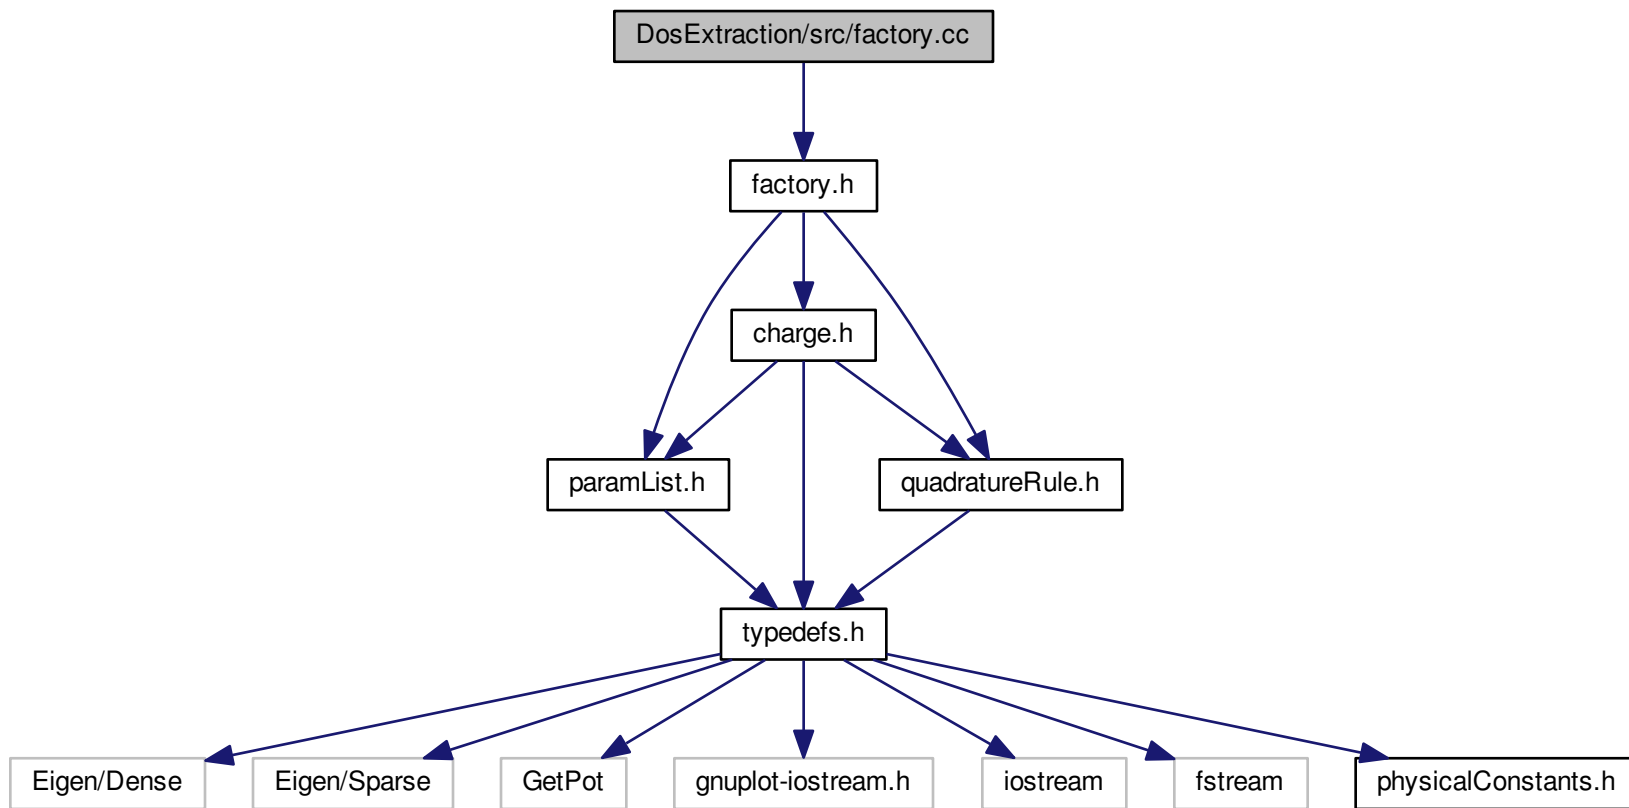 DosExtraction/src/factory.cc
factory.h
charge.h
paramList.h
quadratureRule.h
typedefs.h
Eigen/Dense
Eigen/Sparse
GetPot
gnuplot-iostream.h
iostream
fstream
physicalConstants.h